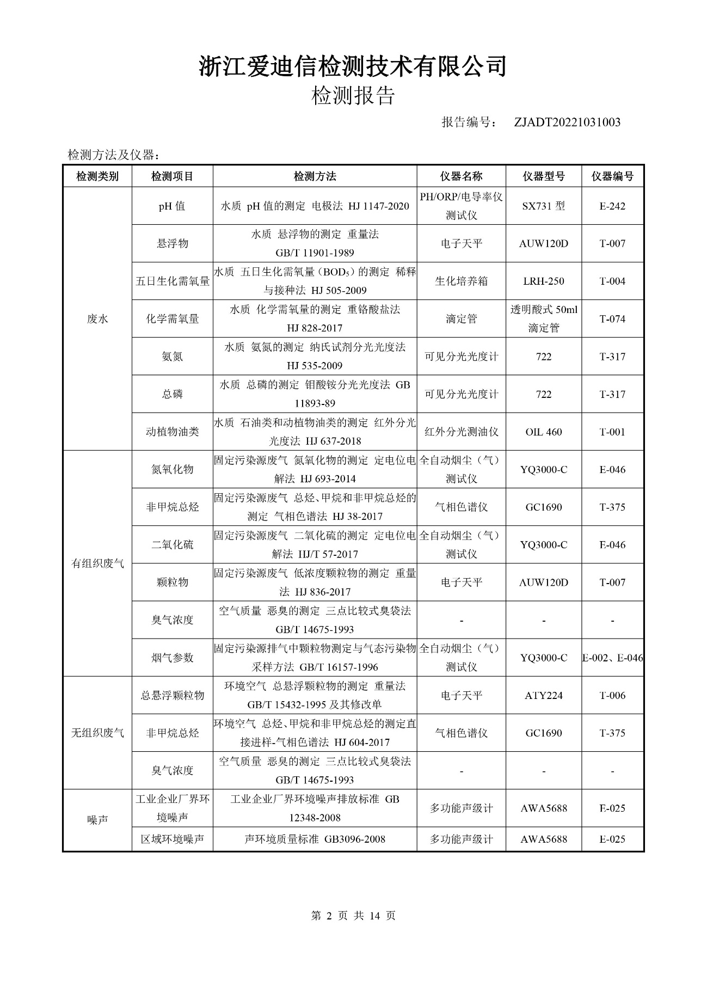 浙江爱迪信检测技术有限公司
检测报告
报告编号： ZJADT20221031003
检测方法及仪器：
检测类别 检测项目 检测方法 仪器名称 仪器型号 仪器编号
废水
pH 值 水质 pH 值的测定 电极法 HJ 1147-2020 PH/ORP/电导率仪
测试仪 SX731 型 E-242
悬浮物 水质 悬浮物的测定 重量法
GB/T 11901-1989 电子天平 AUW120D T-007
五日生化需氧量 水质 五日生化需氧量（BOD₅）的测定 稀释
与接种法 HJ 505-2009 生化培养箱 LRH-250 T-004
化学需氧量 水质 化学需氧量的测定 重铬酸盐法
HJ 828-2017 滴定管 透明酸式 50ml
滴定管 T-074
氨氮 水质 氨氮的测定 纳氏试剂分光光度法
HJ 535-2009 可见分光光度计 722 T-317
总磷 水质 总磷的测定 钼酸铵分光光度法 GB
11893-89 可见分光光度计 722 T-317
动植物油类 水质 石油类和动植物油类的测定 红外分光
光度法 HJ 637-2018 红外分光测油仪 OIL 460 T-001
有组织废气
氮氧化物 固定污染源废气 氮氧化物的测定 定电位电
解法 HJ 693-2014 全自动烟尘（气）
测试仪 YQ3000-C E-046
非甲烷总烃 固定污染源废气 总烃、甲烷和非甲烷总烃的
测定 气相色谱法 HJ 38-2017 气相色谱仪 GC1690 T-375
二氧化硫 固定污染源废气 二氧化硫的测定 定电位电
解法 HJ/T 57-2017 全自动烟尘（气）
测试仪 YQ3000-C E-046
颗粒物 固定污染源废气 低浓度颗粒物的测定 重量
法 HJ 836-2017 电子天平 AUW120D T-007
臭气浓度 空气质量 恶臭的测定 三点比较式臭袋法
GB/T 14675-1993 - - -
烟气参数 固定污染源排气中颗粒物测定与气态污染物
采样方法 GB/T 16157-1996 全自动烟尘（气）
测试仪 YQ3000-C E-002、E-046
无组织废气
总悬浮颗粒物 环境空气 总悬浮颗粒物的测定 重量法
GB/T 15432-1995 及其修改单 电子天平 ATY224 T-006
非甲烷总烃 环境空气 总烃、甲烷和非甲烷总烃的测定直
接进样-气相色谱法 HJ 604-2017 气相色谱仪 GC1690 T-375
臭气浓度 空气质量 恶臭的测定 三点比较式臭袋法
GB/T 14675-1993 - - -
噪声
工业企业厂界环
境噪声 工业企业厂界环境噪声排放标准 GB
12348-2008 多功能声级计 AWA5688 E-025
区域环境噪声 声环境质量标准 GB3096-2008 多功能声级计 AWA5688 E-025
第 2 页 共 14 页